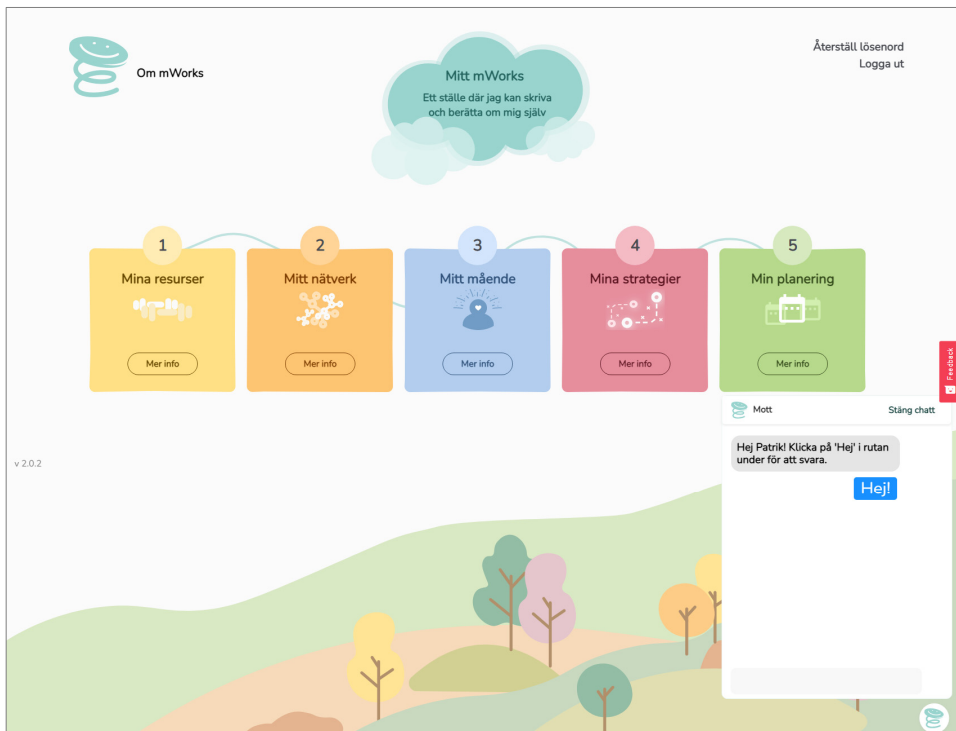 Om mWorks
Mitt mWorks
Ett ställe där jag kan skriva
och berätta om mig själv
Återställ lösenord
Logga ut
1
Mina resurser
Mer info
2
Mitt nätverk
Mer info
3
Mitt mående
Mer info
4
Mina strategier
Mer info
5
Min planering
Mer info
Feedback
Mott
Stäng chatt
Hej Patrik! Klicka på 'Hej' i rutan
under för att svara.
Hej!
v 2.0.2